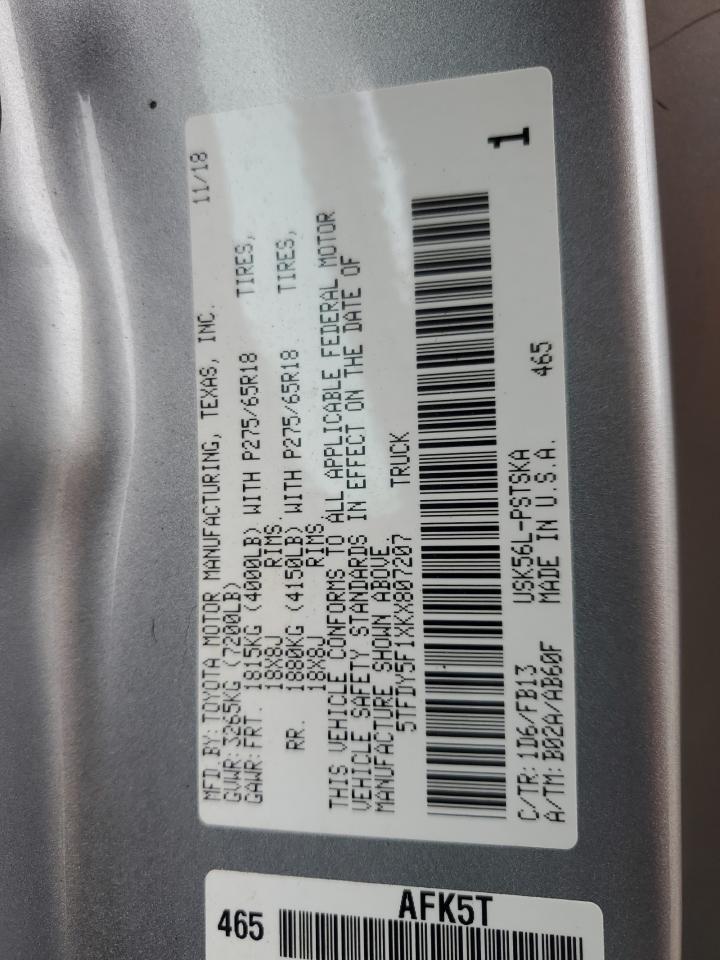 MFD.BY: TOYOTA MOTOR MANUFACTURING, TEXAS, INC. 11/18
GVWR: 3265KG (7200LB)
GAWR: FRT. 1815KG (4000LB) WITH P275/65R18 TIRES,
18X8J RIMS.
RR. 1880KG (4150LB) WITH P275/65R18 TIRES,
18X8J RIMS.
THIS VEHICLE CONFORMS TO ALL APPLICABLE FEDERAL MOTOR
VEHICLE SAFETY STANDARDS IN EFFECT ON THE DATE OF
MANUFACTURE SHOWN ABOVE.
5TFDY5F1XKX807207 TRUCK
1
C/TR: 1D6/FB13 USK56L-PSTSKA 465
A/TM: B02A/AB60F MADE IN U.S.A.
AFK5T
465